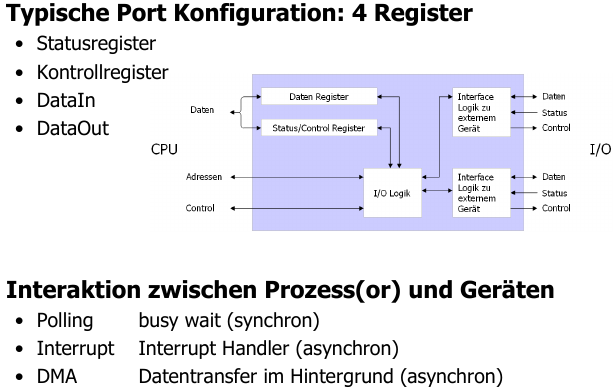 Typische Port Konfiguration: 4 Register
• Statusregister
• Kontrollregister
• DataIn
• DataOut
CPU
Daten
Adressen
Control
Daten Register
Status/Control Register
I/O Logik
Interface
Logik zu
externem
Gerät
Daten
Status
Control
Interface
Logik zu
externem
Gerät
Daten
Status
Control
I/O
Interaktion zwischen Prozess(or) und Geräten
• Polling busy wait (synchron)
• Interrupt Interrupt Handler (asynchron)
• DMA Datentransfer im Hintergrund (asynchron)